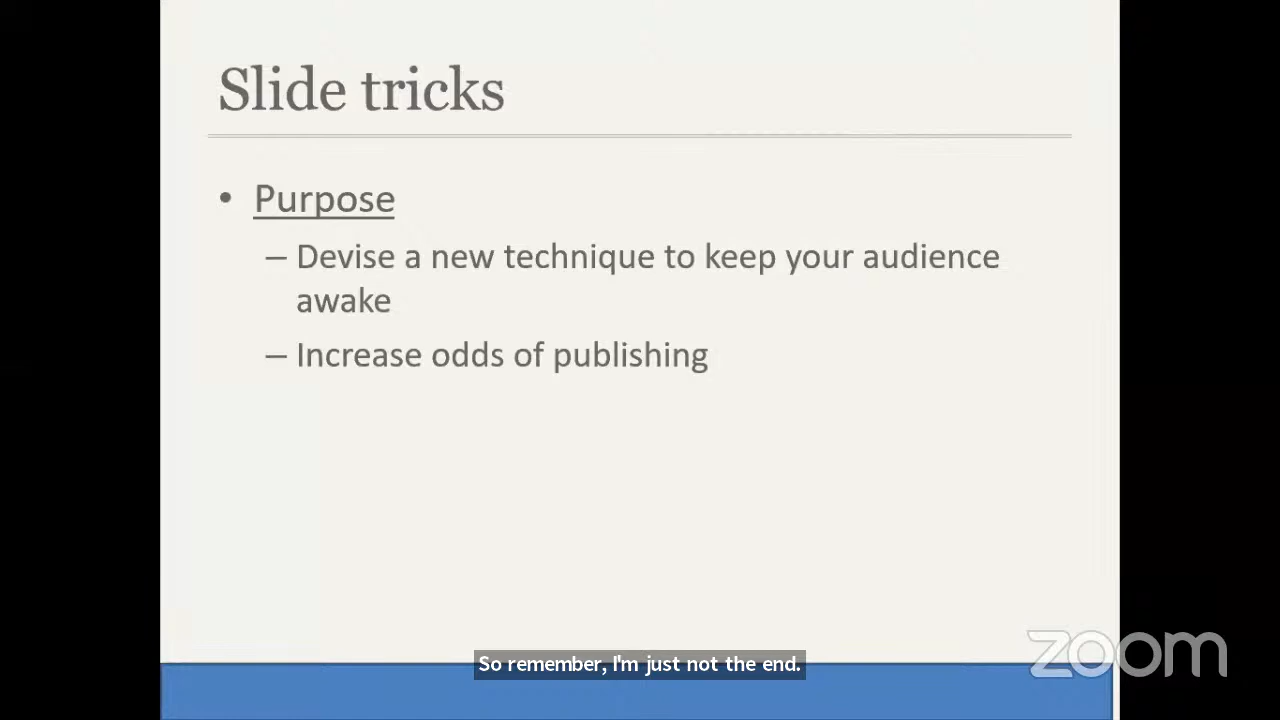 Slide tricks
• Purpose
– Devise a new technique to keep your audience
awake
– Increase odds of publishing
So remember, I'm just not the end.
zoom